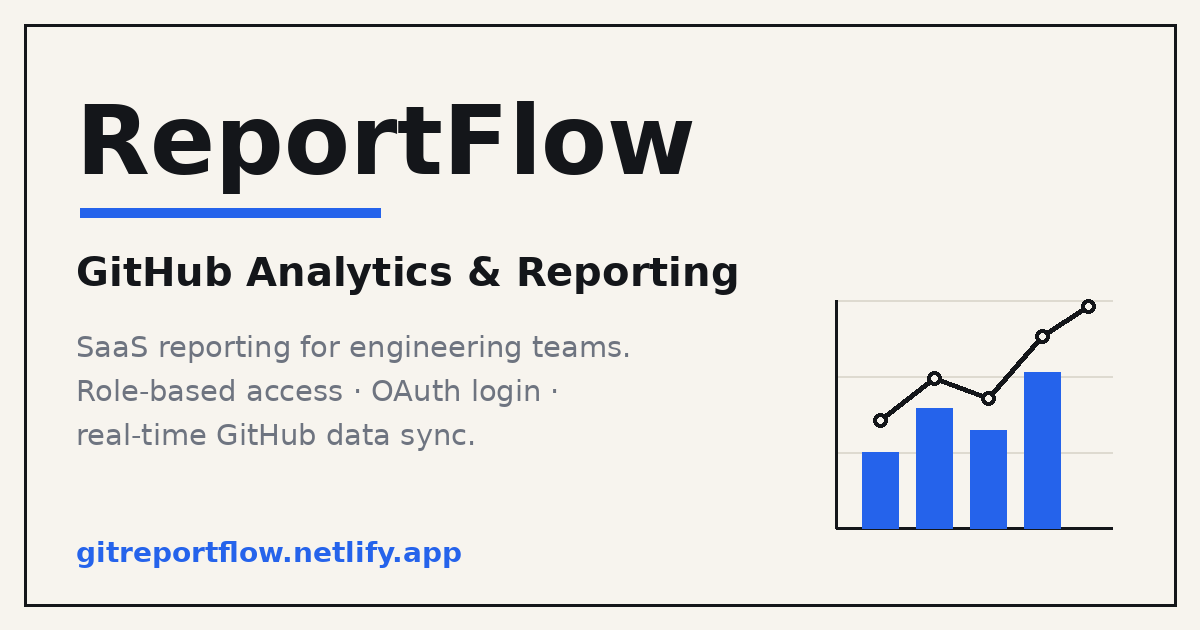 ReportFlow
GitHub Analytics & Reporting
SaaS reporting for engineering teams.
Role-based access · OAuth login ·
real-time GitHub data sync.
gitreportflow.netlify.app